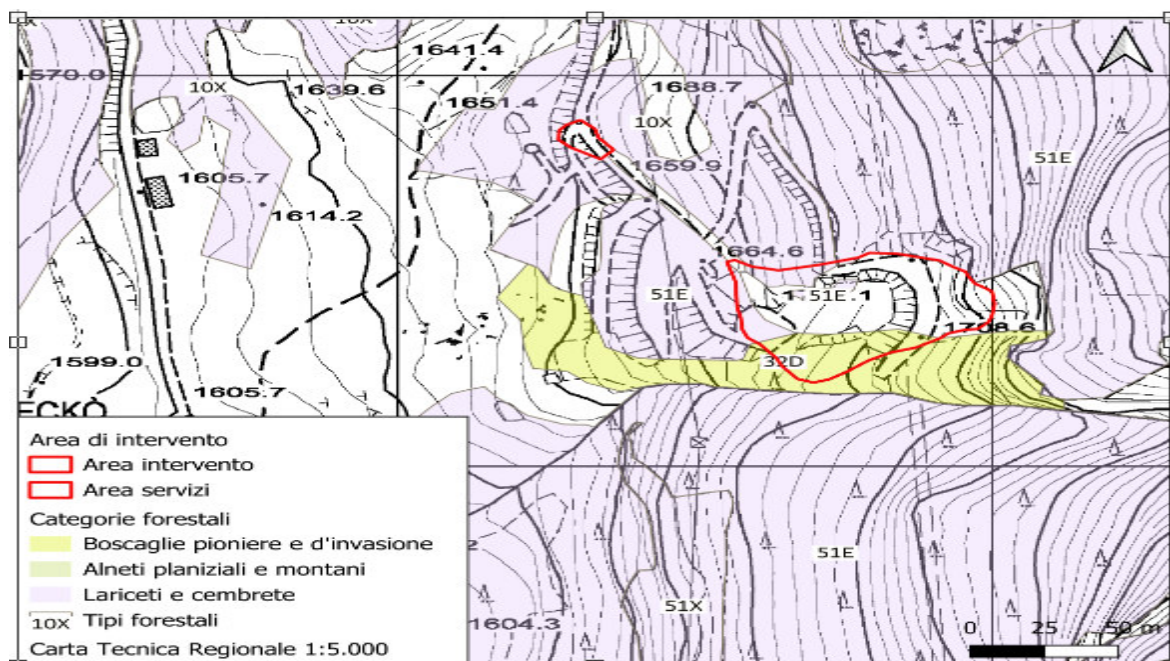 1641.4
1570.0
10X
1639.6
1651.4
1688.7
10X
51E
1605.7
1659.9
1614.2
1664.6
51E
51E
1708.6
1599.0
32D
1605.7
ECKÒ
Area di intervento
Area intervento
Area servizi
Categorie forestali
Boscaglie pioniere e d'invasione
Alneti planiziali e montani
Lariceti e cembrete
10X Tipi forestali
Carta Tecnica Regionale 1:5.000
51E
51X
1604.3
0 25 50 m